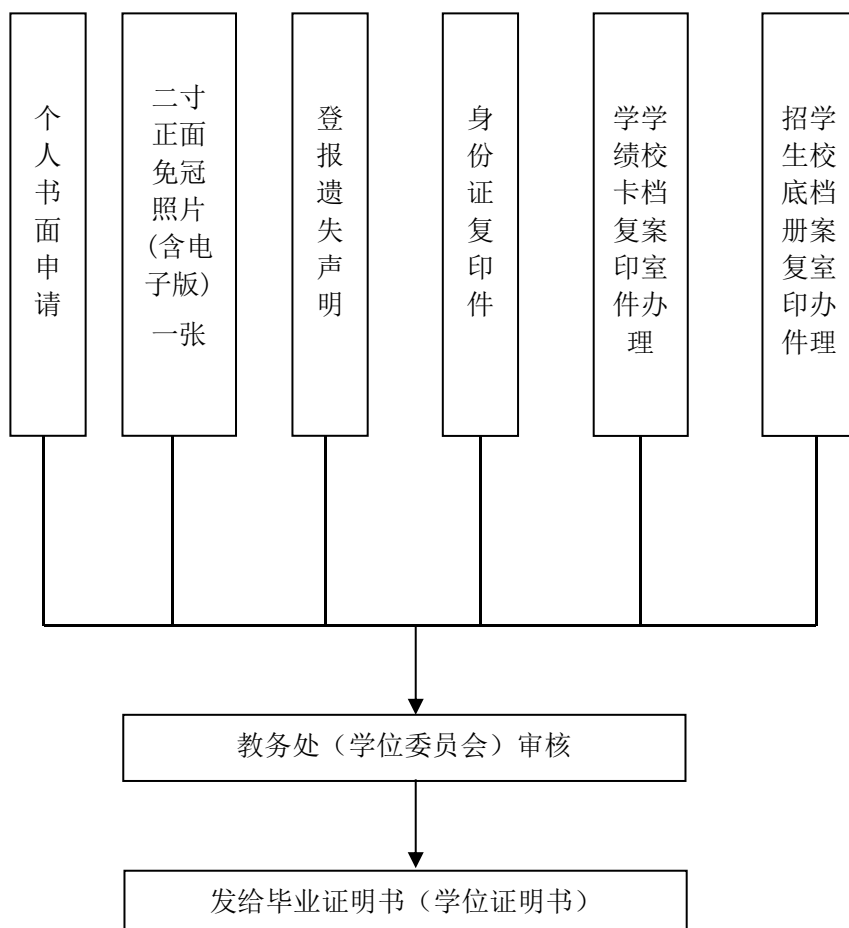 个人书面申请
二寸
正面
免冠
照片
(含电
子版)
一张
登报遗失声明
身份证复印件
学绩卡复印件
学校档案室办理
招生底册复印件
学校档案室办理
教务处（学位委员会）审核
发给毕业证明书（学位证明书）